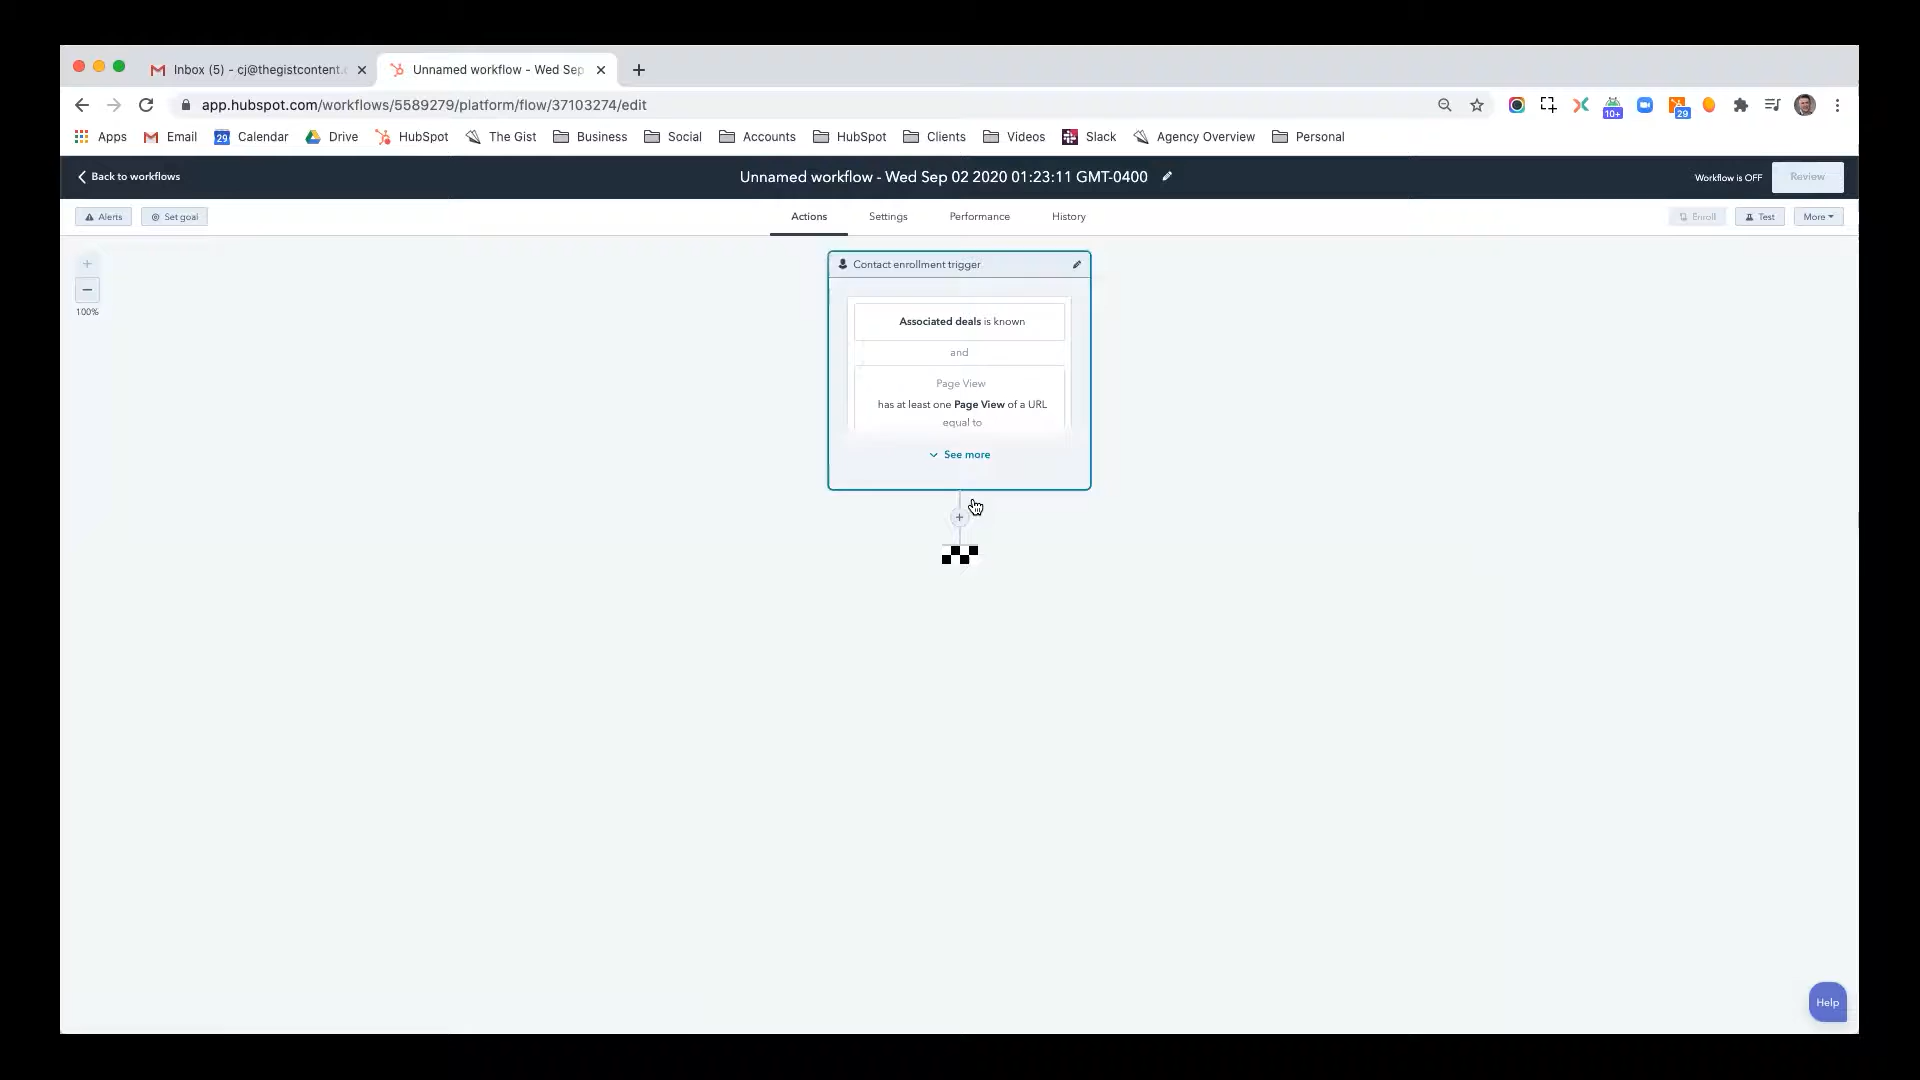 Inbox (5) - cj@thegistcontent.
Unnamed workflow - Wed Sep
app.hubspot.com/workflows/5589279/platform/flow/37103274/edit
10+
29
Apps
Email
29
Calendar
Drive
HubSpot
The Gist
Business
Social
Accounts
HubSpot
Clients
Videos
Slack
Agency Overview
Personal
Back to workflows
Unnamed workflow - Wed Sep 02 2020 01:23:11 GMT-0400
Workflow is OFF
Review
Alerts
Set goal
Actions
Settings
Performance
History
Enroll
Test
More
100%
Contact enrollment trigger
Associated deals is known
and
Page View
has at least one Page View of a URL
equal to
See more
Help